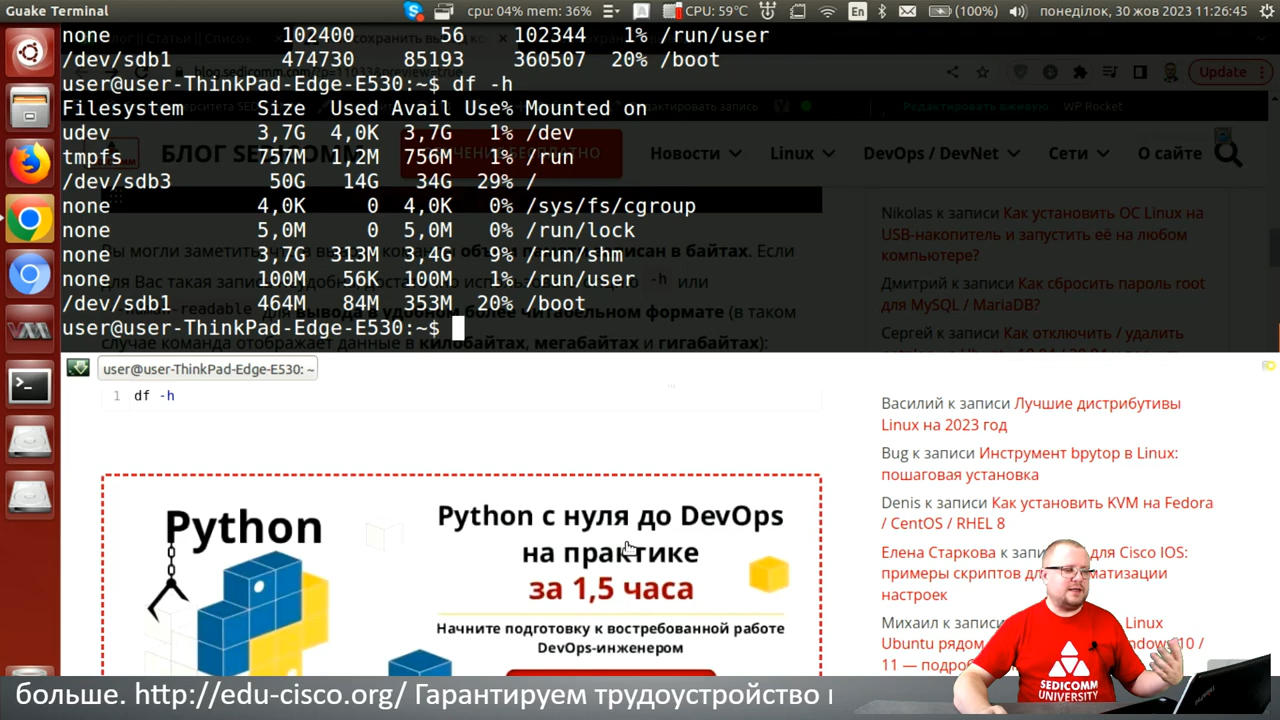 Guake Terminal
cpu: 04% mem: 36%
CPU: 59°C
En
(100%)
понеділок, 30 жов 2023 11:26:45
none 102400 56 102344 1% /run/user
/dev/sdb1 474730 85193 360507 20% /boot
user@user-ThinkPad-Edge-E530:~$ df -h
Filesystem Size Used Avail Use% Mounted on
udev 3,7G 4,0K 3,7G 1% /dev
tmpfs 757M 1,2M 756M 1% /run
/dev/sdb3 50G 14G 34G 29% /
none 4,0K 0 4,0K 0% /sys/fs/cgroup
none 5,0M 0 5,0M 0% /run/lock
none 3,7G 313M 3,4G 9% /run/shm
none 100M 56K 100M 1% /run/user
/dev/sdb1 464M 84M 353M 20% /boot
user@user-ThinkPad-Edge-E530:~$
Update
WP Rocket
БЛОГ
Новости
Linux
DevOps / DevNet
Сети
О сайте
Nikolas к записи Как установить ОС Linux на
USB-накопитель и запустить её на любом
компьютере?
Дмитрий к записи Как сбросить пароль root
для MySQL / MariaDB?
Сергей к записи Как отключить / удалить
user@user-ThinkPad-Edge-E530: ~
1 df -h
Василий к записи Лучшие дистрибутивы
Linux на 2023 год
Bug к записи Инструмент bpytop в Linux:
пошаговая установка
Denis к записи Как установить KVM на Fedora
/ CentOS / RHEL 8
Елена Старкова к для Cisco IOS:
примеры скриптов
настроек
Михаил к Linux
Ubuntu рядом 10 /
11 —
Python
Python с нуля до DevOps
на практике
за 1,5 часа
Начните подготовку к востребованной работе
DevOps-инженером
SEDICOMM
UNIVERSITY
больше. http://edu-cisco.org/ Гарантируем трудоустройство